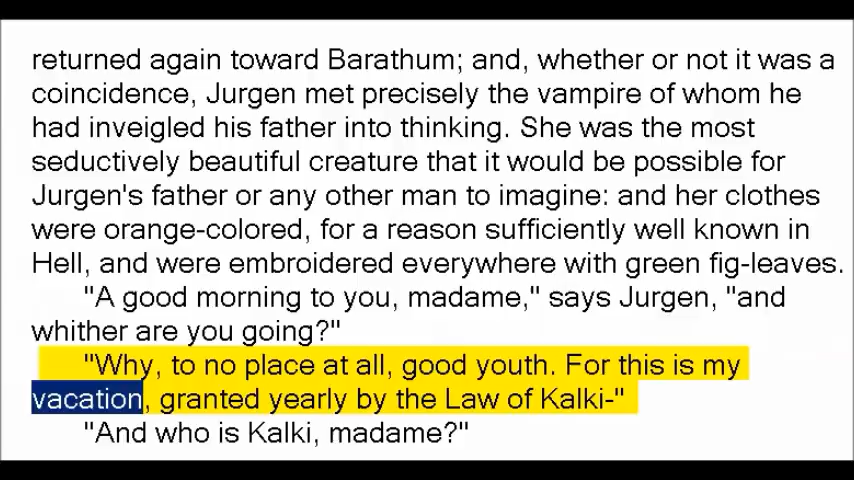 returned again toward Barathum; and, whether or not it was a
coincidence, Jurgen met precisely the vampire of whom he
had inveigled his father into thinking. She was the most
seductively beautiful creature that it would be possible for
Jurgen's father or any other man to imagine: and her clothes
were orange-colored, for a reason sufficiently well known in
Hell, and were embroidered everywhere with green fig-leaves.
"A good morning to you, madame," says Jurgen, "and
whither are you going?"
"Why, to no place at all, good youth. For this is my
vacation, granted yearly by the Law of Kalki-"
"And who is Kalki, madame?"